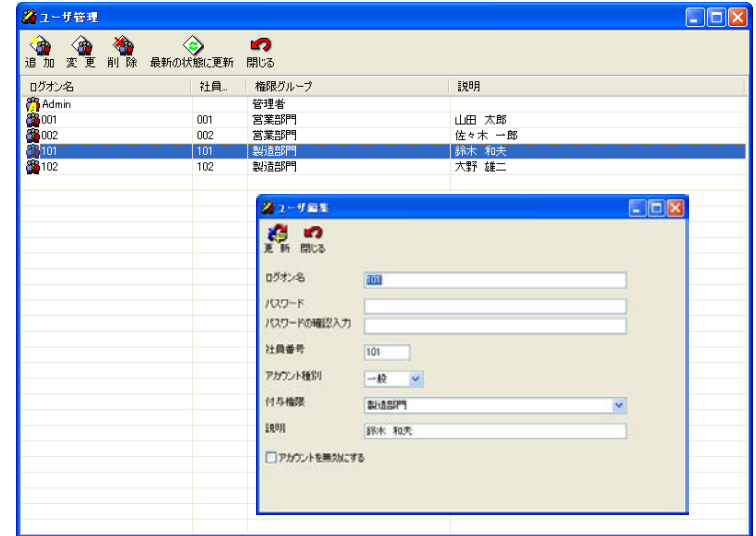 ユーザ管理
追 加 変 更 削 除 最新の状態に更新 閉じる
ログオン名 社員... 権限グループ 説明
Admin 管理者
001 001 営業部門 山田 太郎
002 002 営業部門 佐々木 一郎
101 101 製造部門 鈴木 和夫
102 102 製造部門 大野 雄二
ユーザ編集
更 新 閉じる
ログオン名 101
パスワード
パスワードの確認入力
社員番号 101
アカウント種別 一般
付与権限 製造部門
説明 鈴木 和夫
アカウントを無効にする